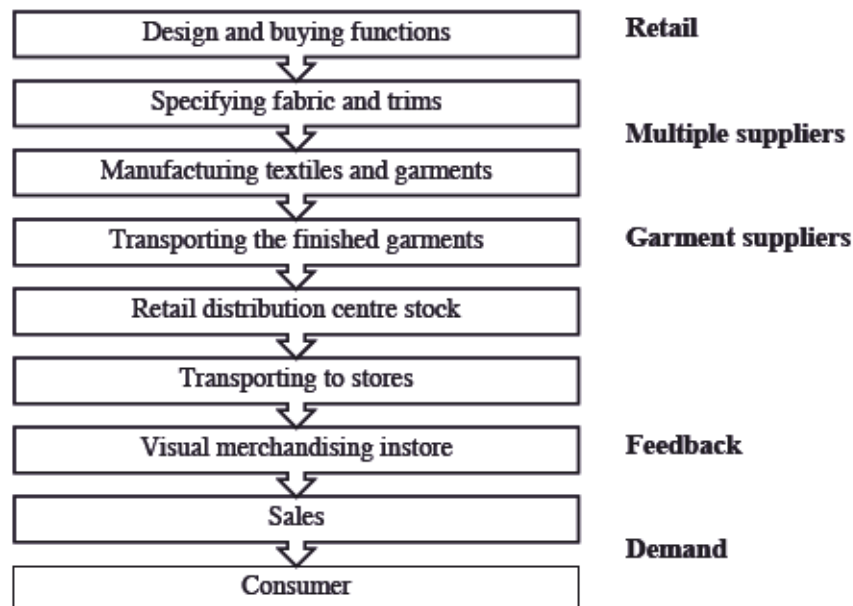 Design and buying functions
Retail
Specifying fabric and trims
Multiple suppliers
Manufacturing textiles and garments
Transporting the finished garments
Garment suppliers
Retail distribution centre stock
Transporting to stores
Visual merchandising instore
Feedback
Sales
Demand
Consumer